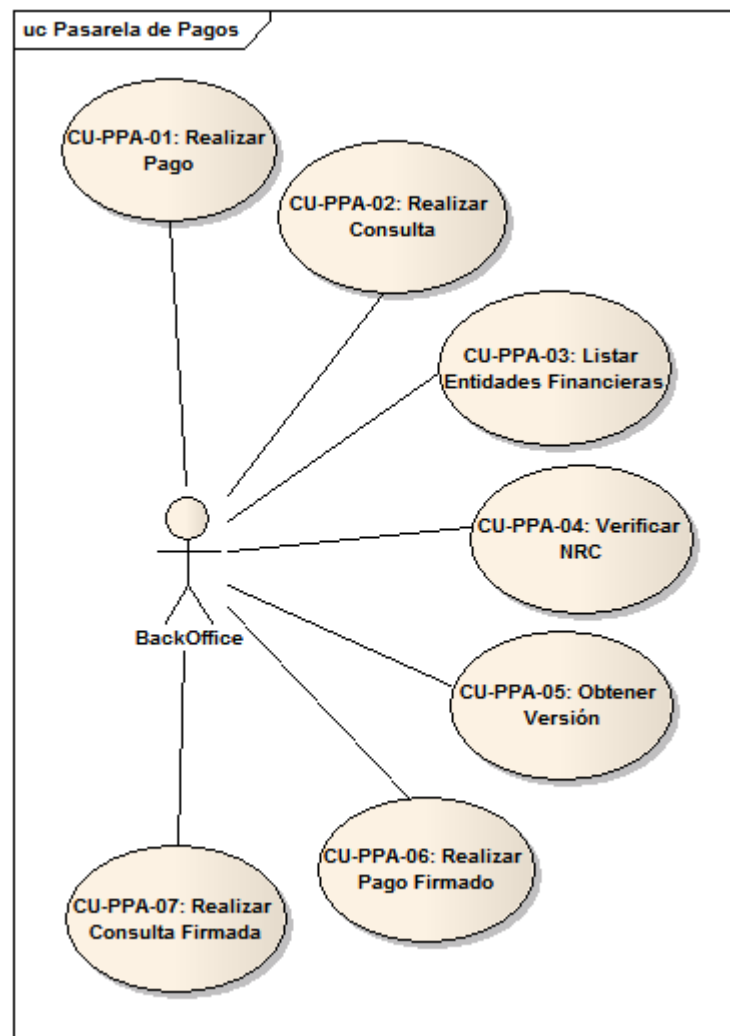 uc Pasarela de Pagos
CU-PPA-01: Realizar
Pago
CU-PPA-02: Realizar
Consulta
CU-PPA-03: Listar
Entidades Financieras
CU-PPA-04: Verificar
NRC
BackOffice
CU-PPA-05: Obtener
Versión
CU-PPA-06: Realizar
Pago Firmado
CU-PPA-07: Realizar
Consulta Firmada